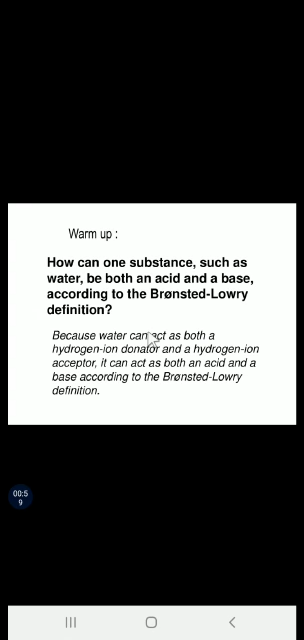 Warm up :
How can one substance, such as
water, be both an acid and a base,
according to the Brønsted-Lowry
definition?
Because water can act as both a
hydrogen-ion donator and a hydrogen-ion
acceptor, it can act as both an acid and a
base according to the Brønsted-Lowry
definition.
00:5
9